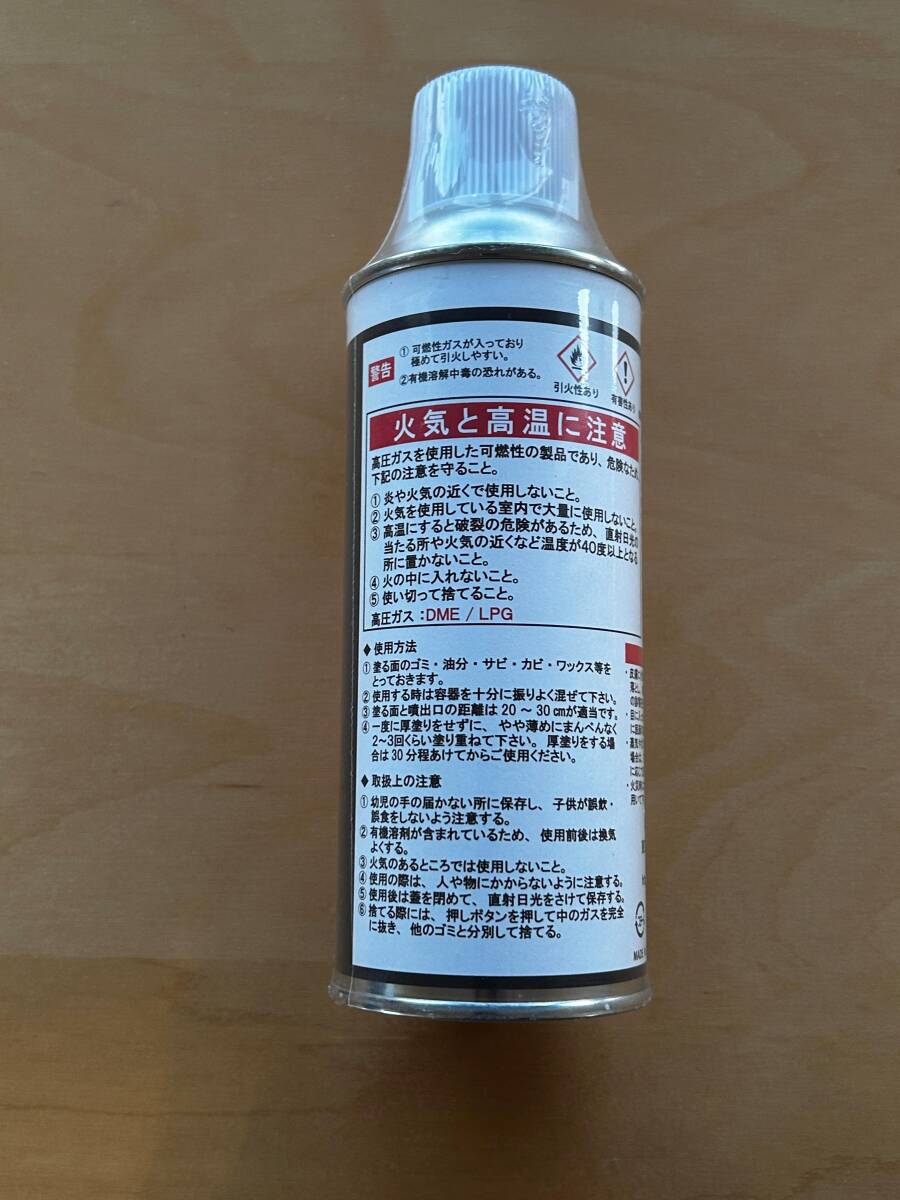 警告
① 可燃性ガスが入っており
極めて引火しやすい。
②有機溶解中毒の恐れがある。
引火性あり
有害性あり
火気と高温に注意
高圧ガスを使用した可燃性の製品であり、危険なため、
下記の注意を守ること。
① 炎や火気の近くで使用しないこと。
② 火気を使用している室内で大量に使用しないこと。
③ 高温にすると破裂の危険があるため、直射日光の
当たる所や火気の近くなど温度が40度以上となる
所に置かないこと。
④ 火の中に入れないこと。
⑤ 使い切って捨てること。
高圧ガス：DME / LPG
◆ 使用方法
① 塗る面のゴミ・油分・サビ・カビ・ワックス等を
とっておきます。
② 使用する時は容器を十分に振りよく混ぜて下さい。
③ 塗る面と噴出口の距離は 20 ～ 30 ㎝が適当です。
④ 一度に厚塗りをせずに、やや薄めにまんべんなく
2～3回くらい塗り重ねて下さい。厚塗りをする場
合は 30 分程あけてからご使用ください。
◆ 取扱上の注意
① 幼児の手の届かない所に保存し、子供が誤飲・
誤食をしないよう注意する。
② 有機溶剤が含まれているため、使用前後は換気
よくする。
③ 火気のあるところでは使用しないこと。
④ 使用の際は、人や物にかからないように注意する。
⑤ 使用後は蓋を閉めて、直射日光をさけて保存する。
⑥ 捨てる際には、押しボタンを押して中のガスを完全
に抜き、他のゴミと分別して捨てる。
MADE